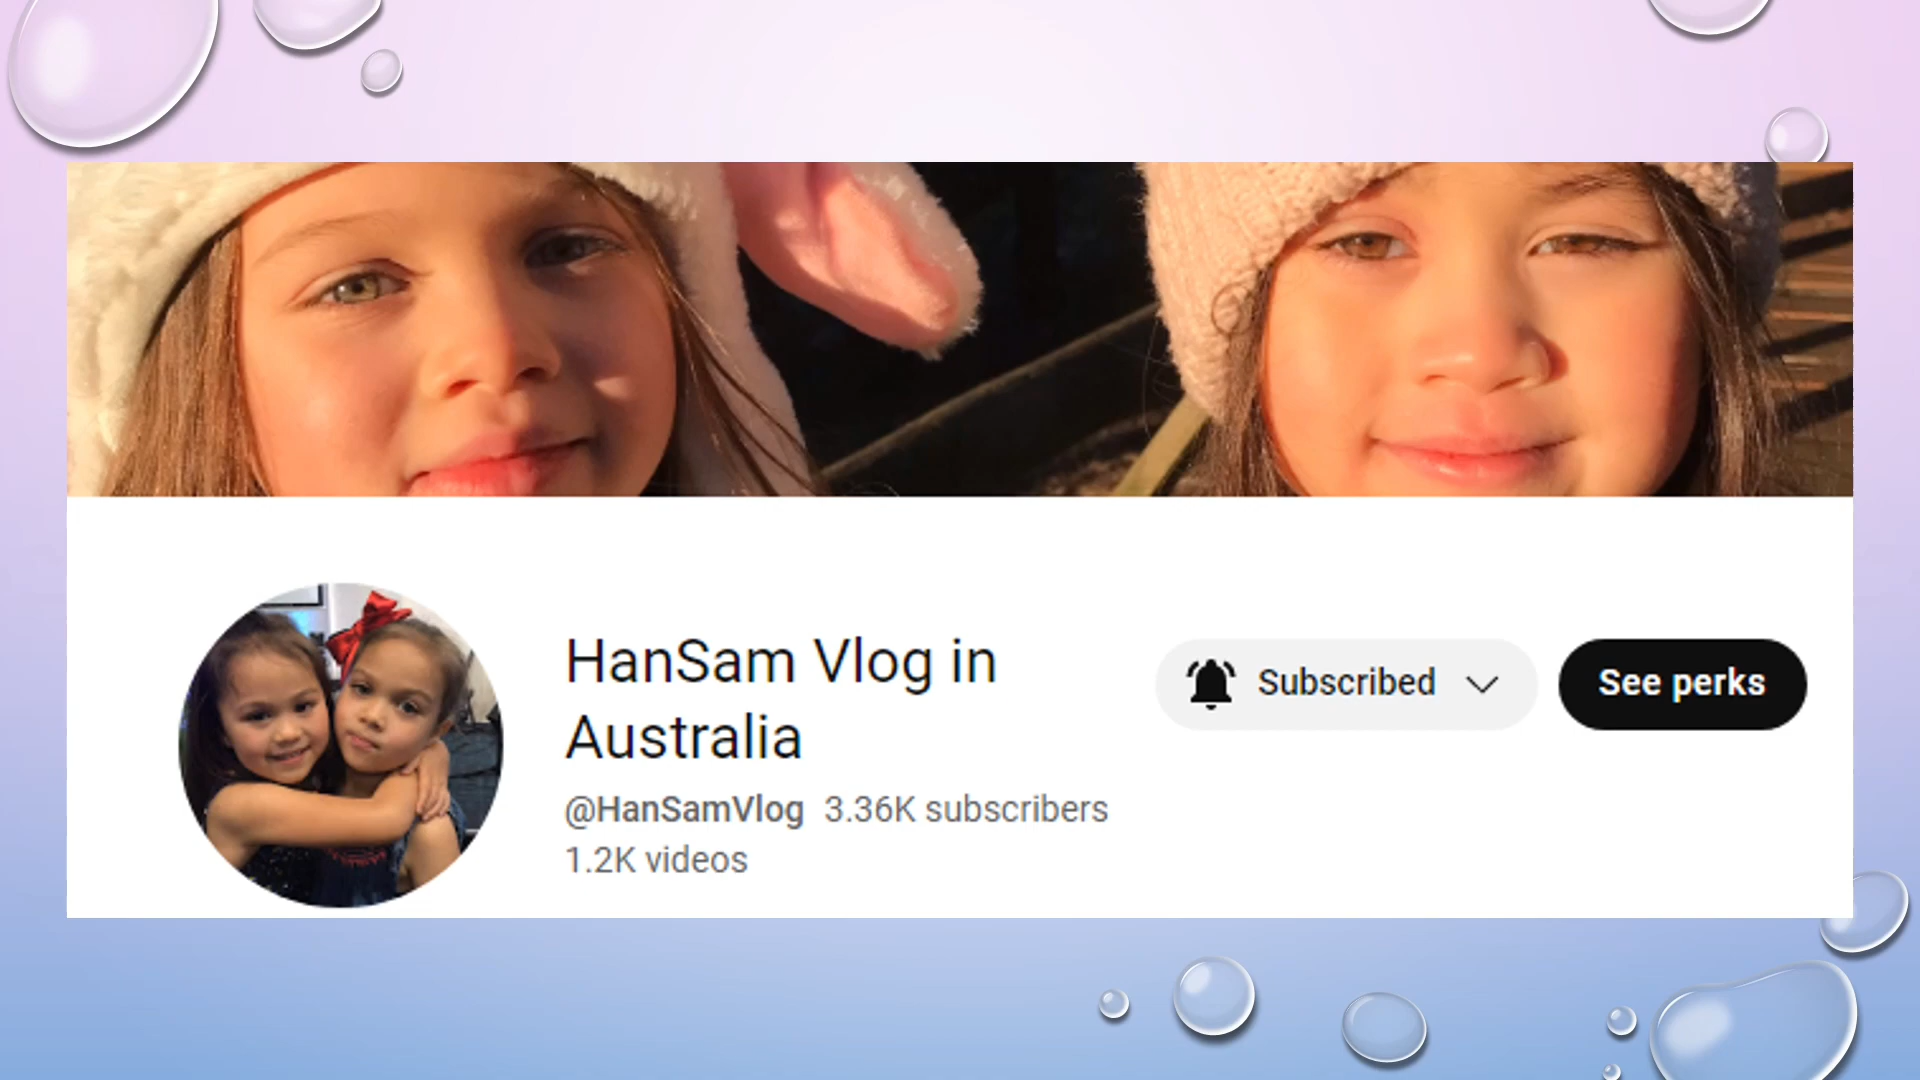 HanSam Vlog in
Australia
Subscribed
See perks
@HanSamVlog 3.36K subscribers
1.2K videos